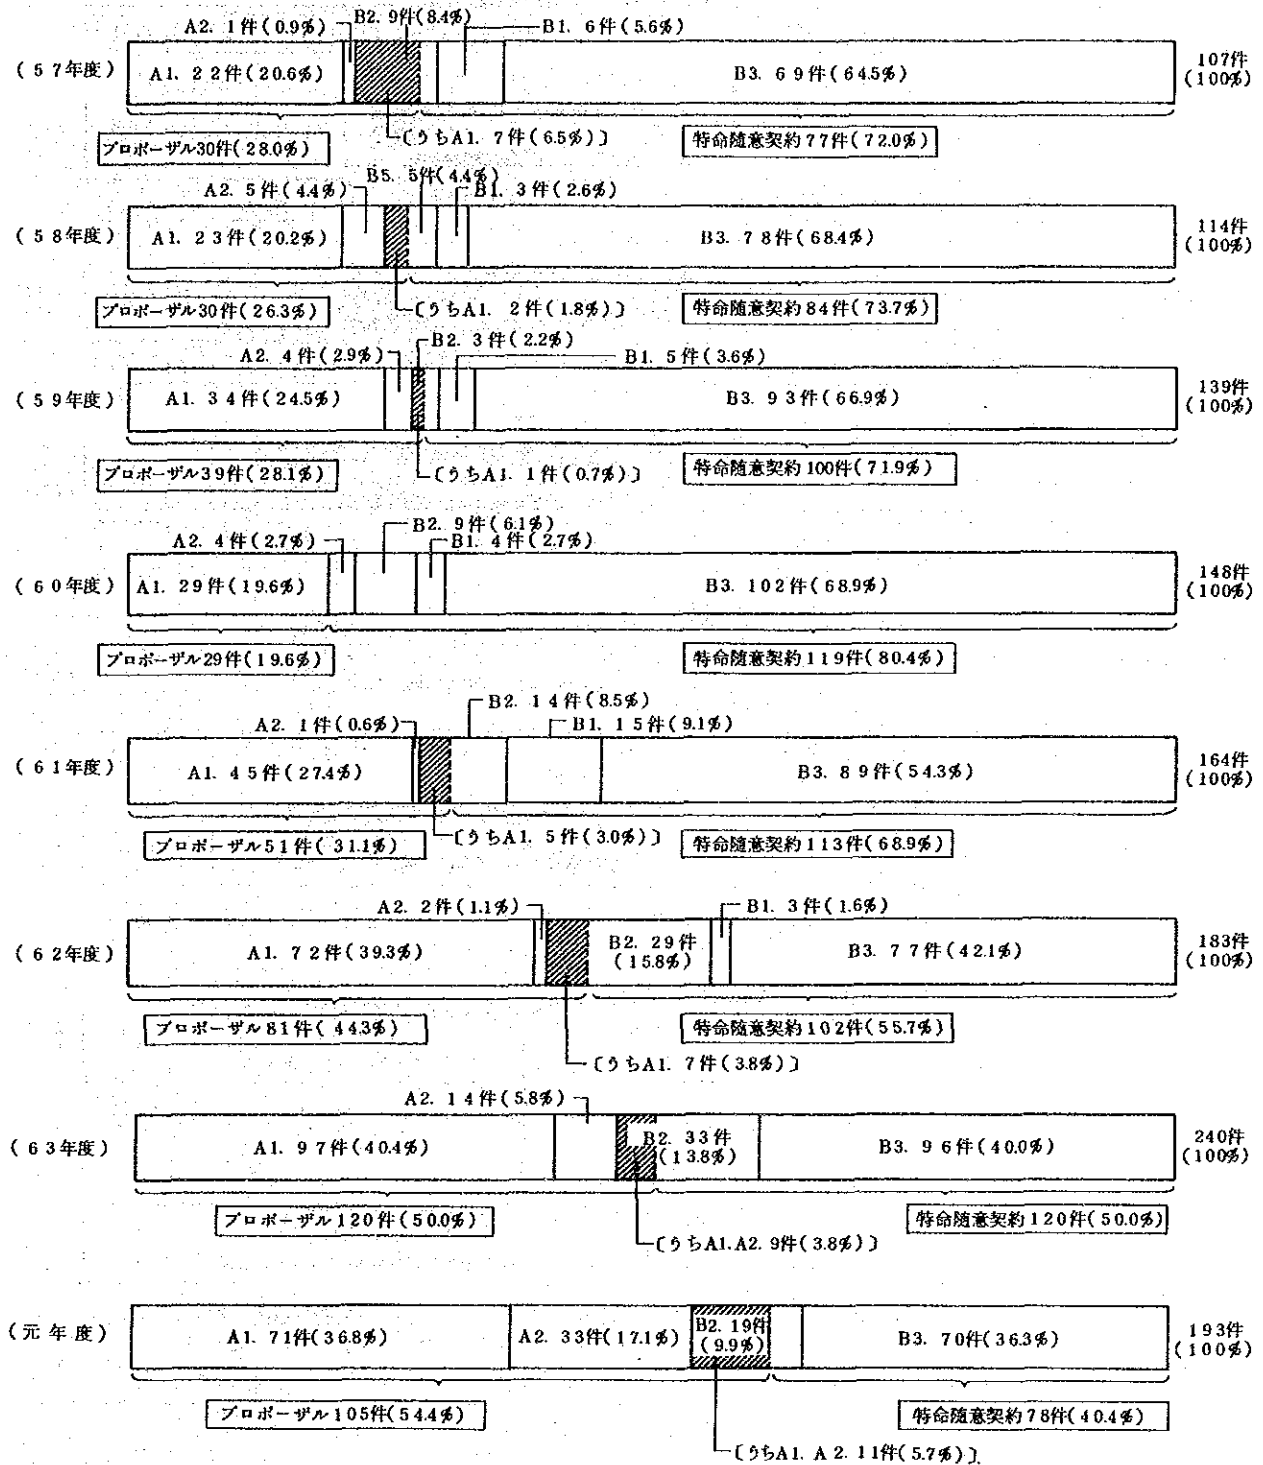 A2. 1件(0.9%) B2. 9件(8.4%) B1. 6件(5.6%)
(57年度) A1. 22件(20.6%) B3. 69件(64.5%) 107件
(100%)
プロポーザル30件(28.0%) 〔うちA1. 7件(6.5%)〕 特命随意契約77件(72.0%)
A2. 5件(4.4%) B5. 5件(4.4%) B1. 3件(2.6%)
(58年度) A1. 23件(20.2%) B3. 78件(68.4%) 114件
(100%)
プロポーザル30件(26.3%) 〔うちA1. 2件(1.8%)〕 特命随意契約84件(73.7%)
A2. 4件(2.9%) B2. 3件(2.2%) B1. 5件(3.6%)
(59年度) A1. 34件(24.5%) B3. 93件(66.9%) 139件
(100%)
プロポーザル39件(28.1%) 〔うちA1. 1件(0.7%)〕 特命随意契約100件(71.9%)
A2. 4件(2.7%) B2. 9件(6.1%) B1. 4件(2.7%)
(60年度) A1. 29件(19.6%) B3. 102件(68.9%) 148件
(100%)
プロポーザル29件(19.6%) 特命随意契約119件(80.4%)
A2. 1件(0.6%) B2. 14件(8.5%) B1. 15件(9.1%)
(61年度) A1. 45件(27.4%) B3. 89件(54.3%) 164件
(100%)
プロポーザル51件(31.1%) 〔うちA1. 5件(3.0%)〕 特命随意契約113件(68.9%)
A2. 2件(1.1%) B1. 3件(1.6%)
(62年度) A1. 72件(39.3%) B2. 29件 B3. 77件(42.1%) 183件
(15.8%) (100%)
プロポーザル81件(44.3%) 特命随意契約102件(55.7%)
〔うちA1. 7件(3.8%)〕
A2. 14件(5.8%)
(63年度) A1. 97件(40.4%) B2. 33件 B3. 96件(40.0%) 240件
(13.8%) (100%)
プロポーザル120件(50.0%) 特命随意契約120件(50.0%)
〔うちA1.A2. 9件(3.8%)〕
(元年度) A1. 71件(36.8%) A2. 33件(17.1%) B2. 19件 B3. 70件(36.3%) 193件
(9.9%) (100%)
プロポーザル105件(54.4%) 特命随意契約78件(40.4%)
〔うちA1. A2. 11件(5.7%)〕